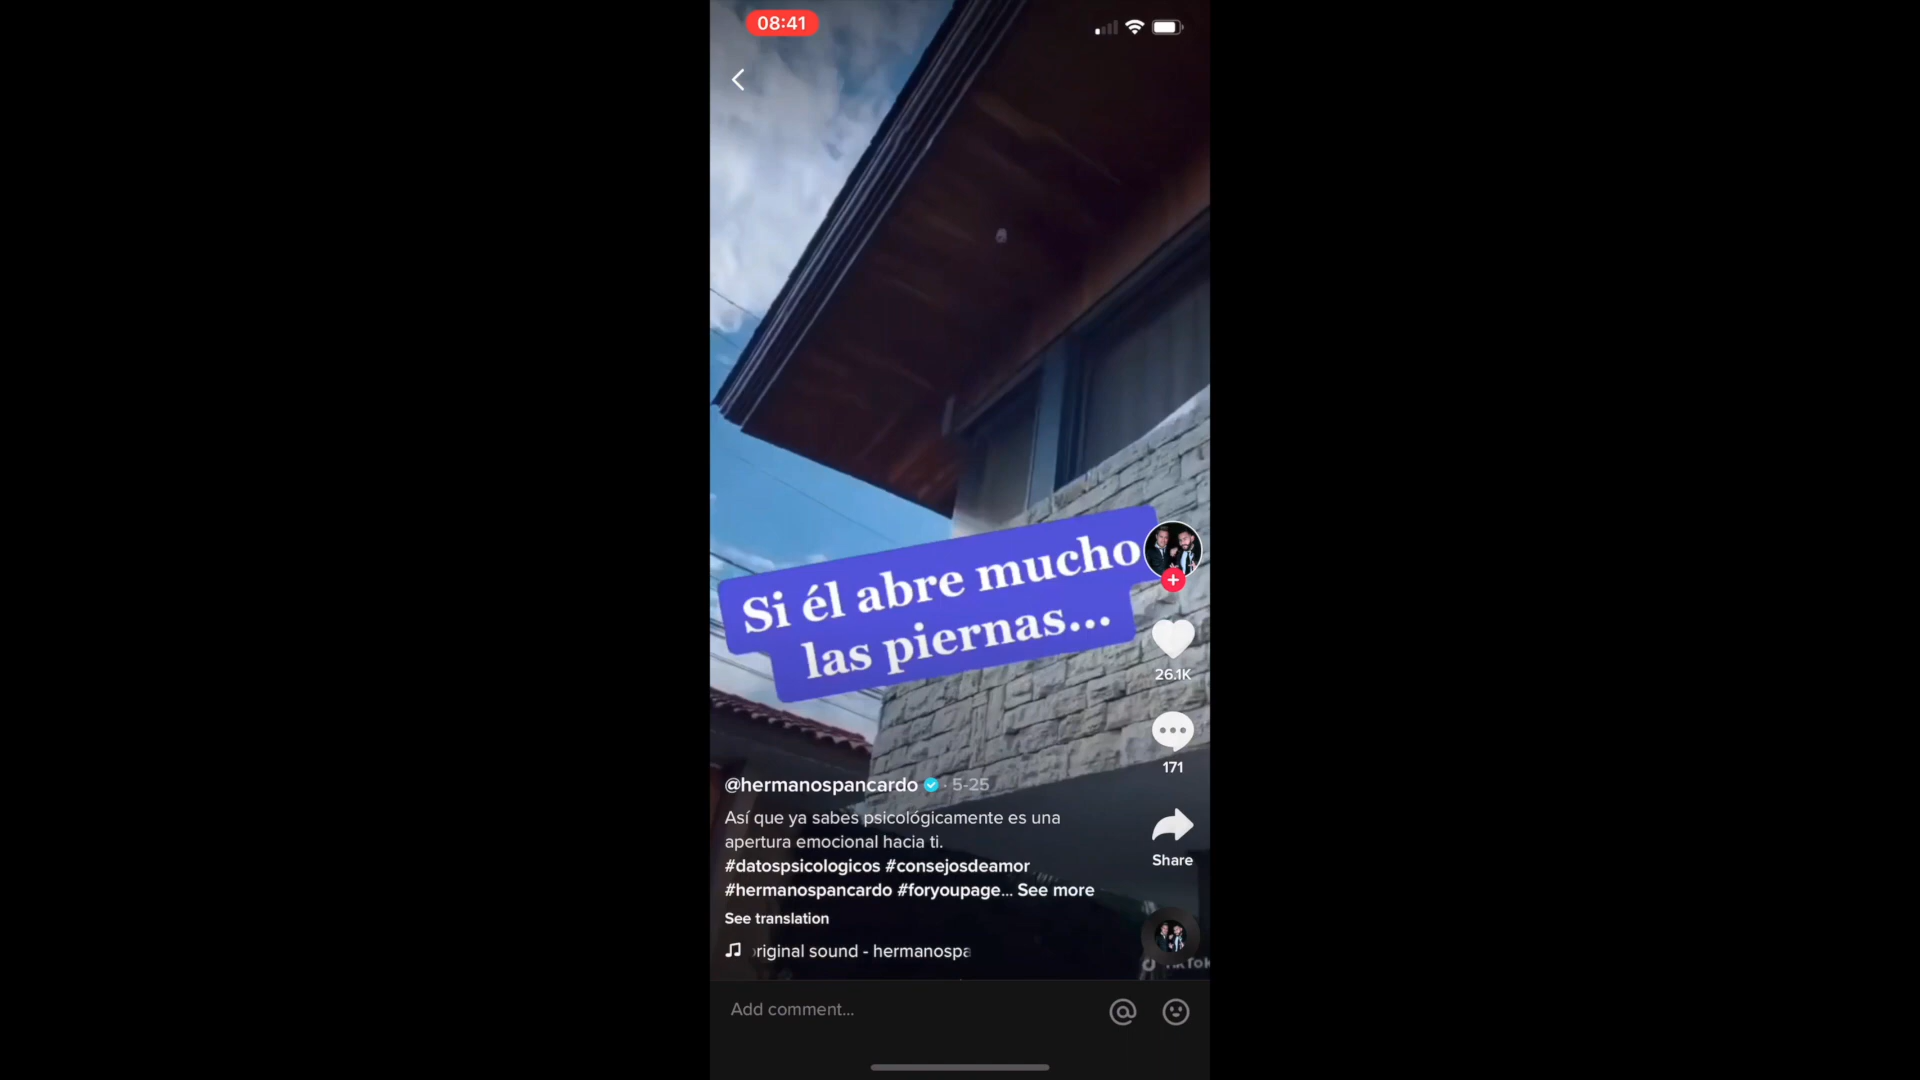 08:41
Si él abre mucho
las piernas...
26.1K
171
@hermanospancardo · 5-25
Así que ya sabes psicológicamente es una
apertura emocional hacia ti.
#datospsicologicos #consejosdeamor
#hermanospancardo #foryoupage... See more
Share
See translation
riginal sound - hermanospa
TikTok
Add comment...